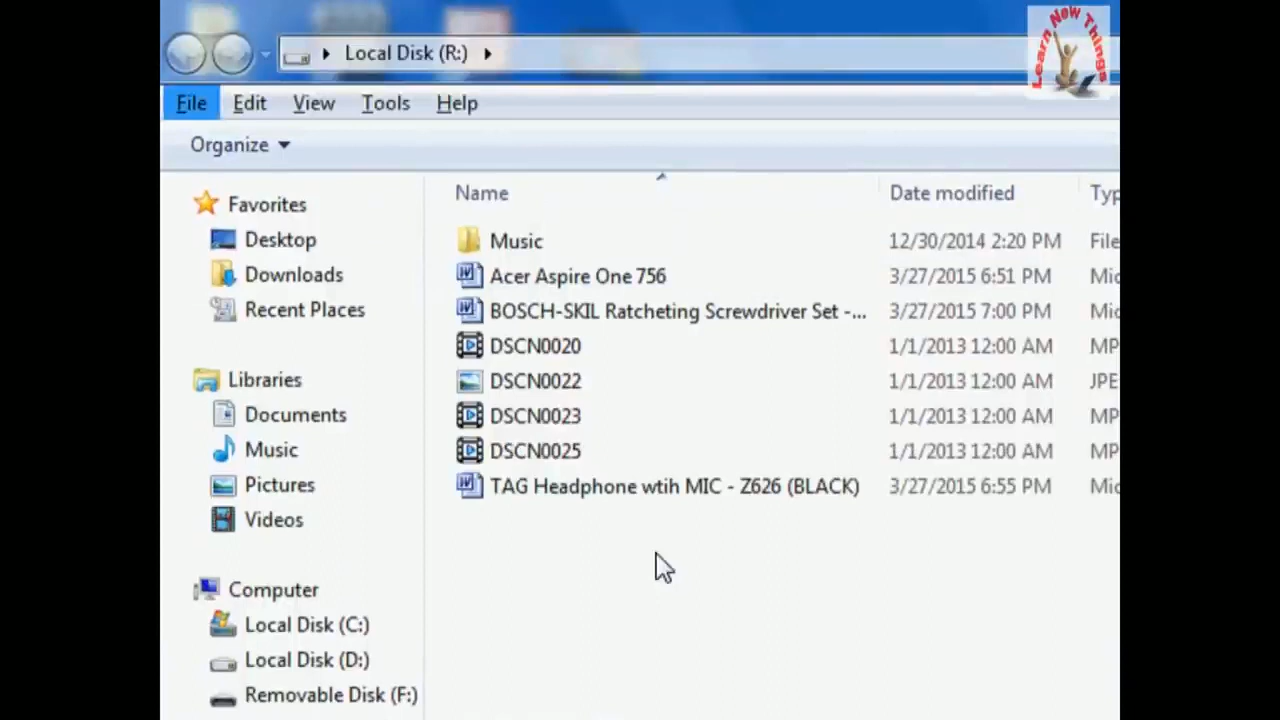 Learn New Things
Local Disk (R:)
File Edit View Tools Help
Organize
Name Date modified Typ
Favorites
Desktop
Downloads
Recent Places
Libraries
Documents
Music
Pictures
Videos
Computer
Local Disk (C:)
Local Disk (D:)
Removable Disk (F:)
Music 12/30/2014 2:20 PM File
Acer Aspire One 756 3/27/2015 6:51 PM Mic
BOSCH-SKIL Ratcheting Screwdriver Set -... 3/27/2015 7:00 PM Mic
DSCN0020 1/1/2013 12:00 AM MP
DSCN0022 1/1/2013 12:00 AM JPE
DSCN0023 1/1/2013 12:00 AM MP
DSCN0025 1/1/2013 12:00 AM MP
TAG Headphone wtih MIC - Z626 (BLACK) 3/27/2015 6:55 PM Mic